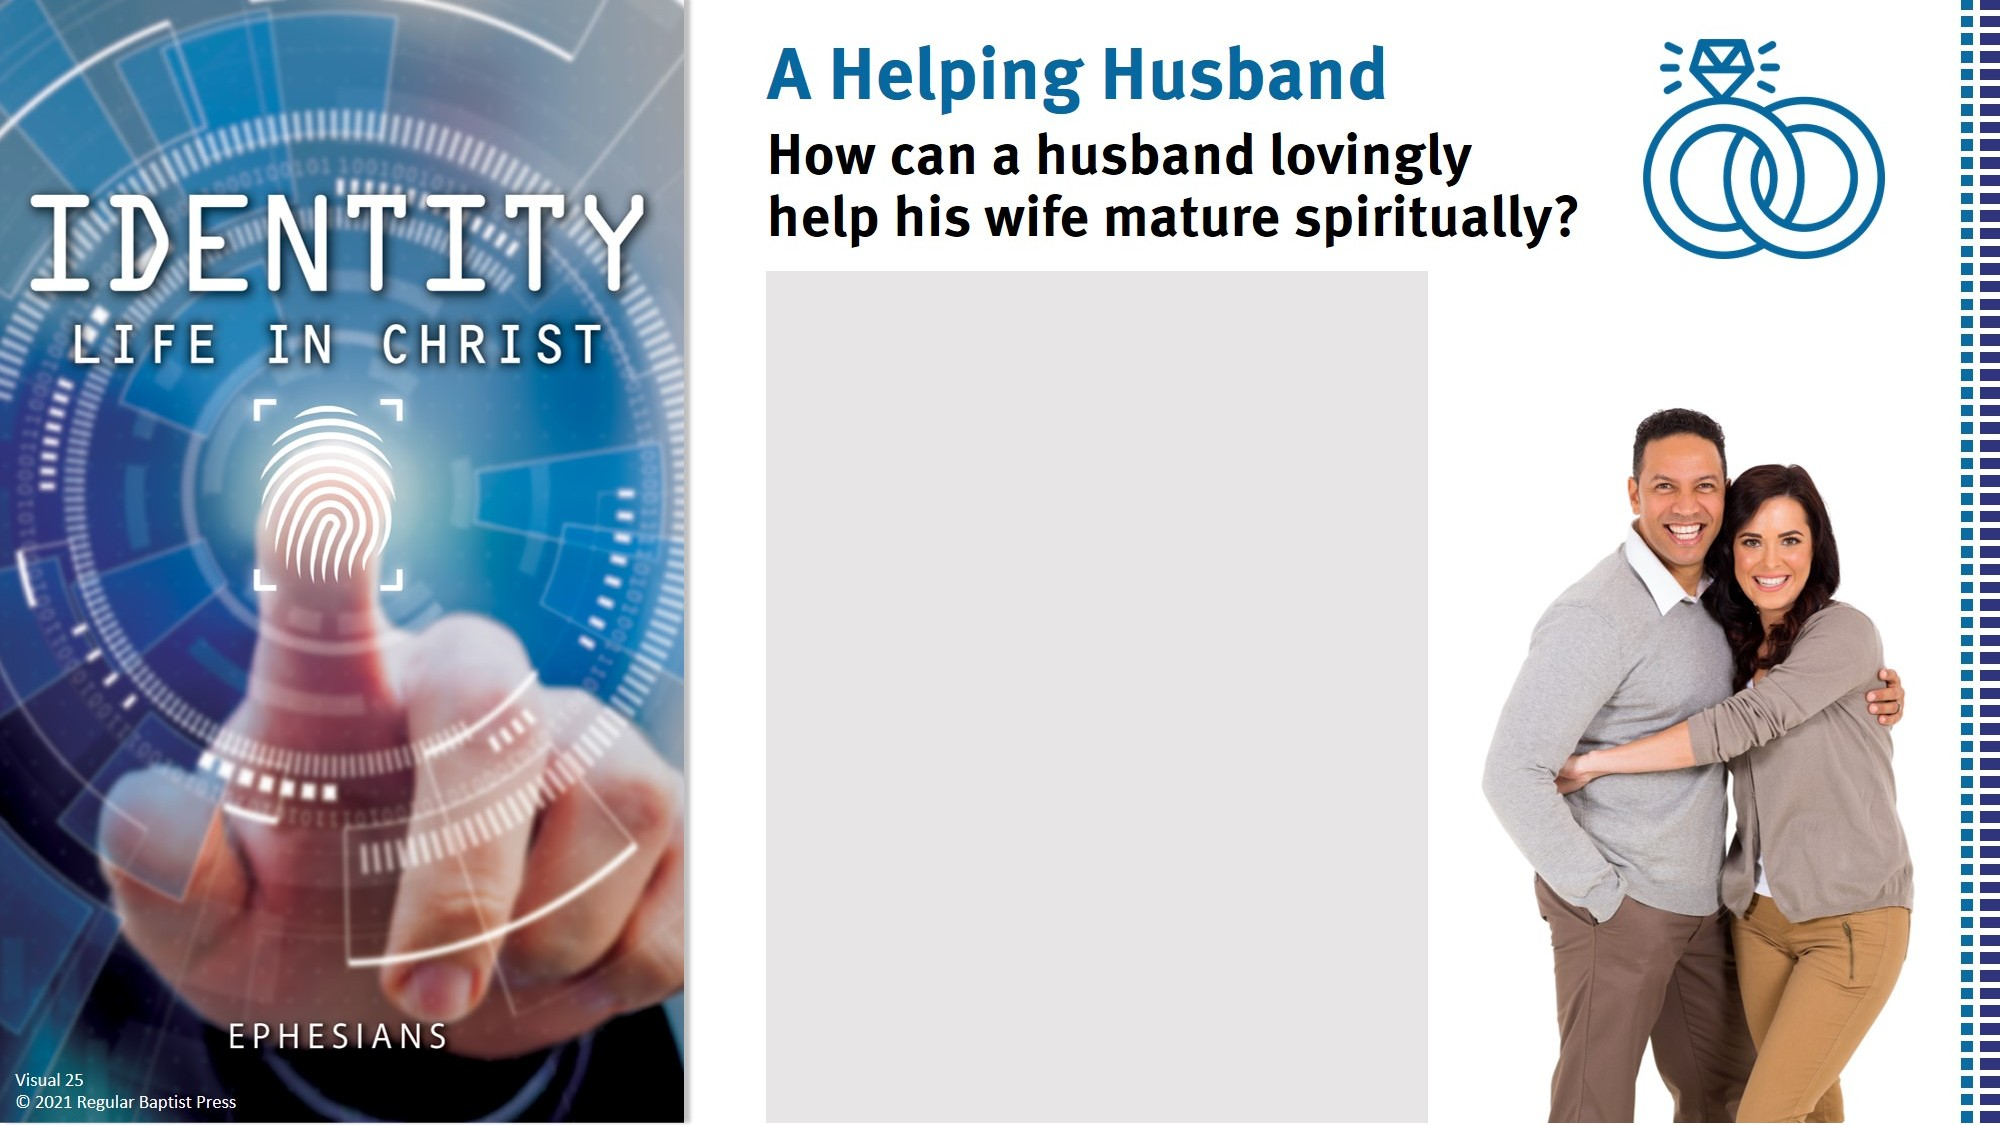 IDENTITY
LIFE IN CHRIST
EPHESIANS
Visual 25
© 2021 Regular Baptist Press
A Helping Husband
How can a husband lovingly
help his wife mature spiritually?